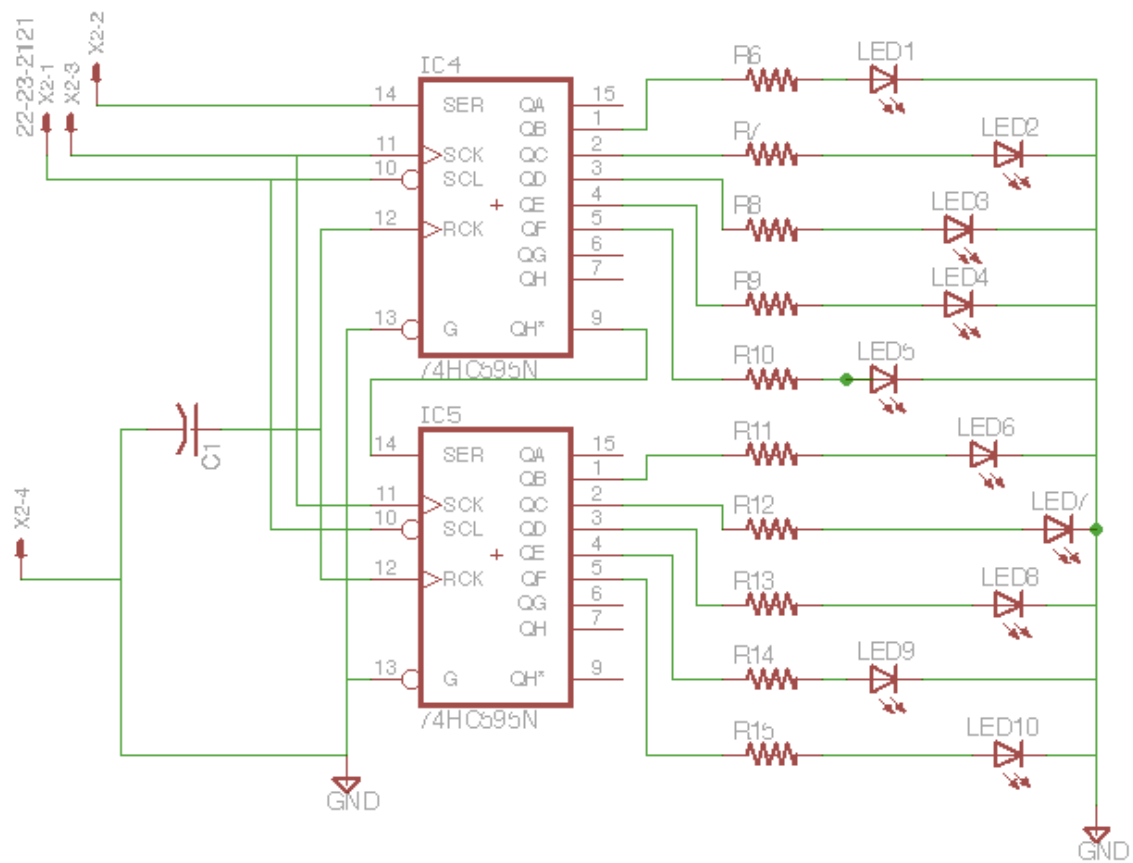 22-23-2121
X2-1
X2-3
X2-2
IC4
14 SER QA 15
QB 1
11 SCK QC 2
10 SCL QD 3
QE 4
12 RCK QF 5
QG 6
QH 7
13 G QH* 9
74HC595N
R6 LED1
R7 LED2
R8 LED3
R9 LED4
R10 LED5
C1
X2-4
IC5
14 SER QA 15
QB 1
11 SCK QC 2
10 SCL QD 3
QE 4
12 RCK QF 5
QG 6
QH 7
13 G QH* 9
74HC595N
R11 LED6
R12 LED7
R13 LED8
R14 LED9
R15 LED10
GND
GND